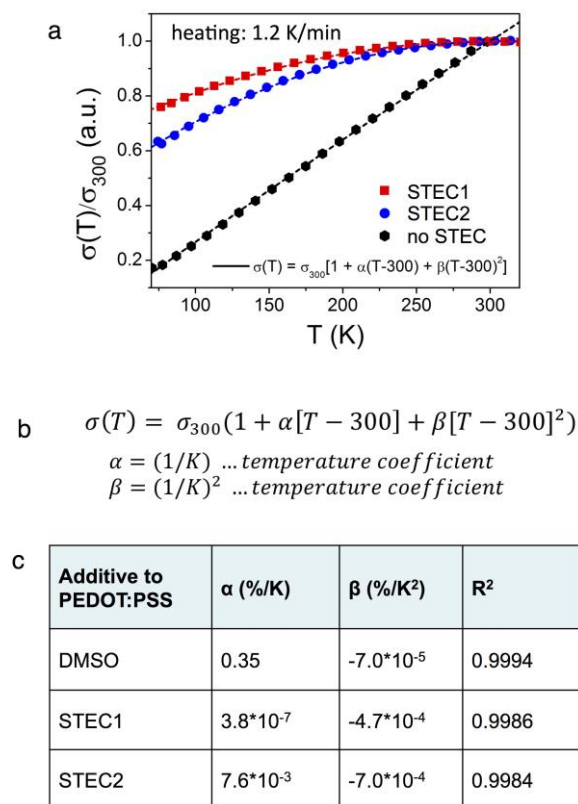 a
heating: 1.2 K/min
σ(T)/σ₃₀₀ (a.u.)
1.0
0.8
0.6
0.4
0.2
STEC1
STEC2
no STEC
σ(T) = σ₃₀₀[1 + α(T-300) + β(T-300)²]
100 150 200 250 300
T (K)
b
σ(T) = σ₃₀₀(1 + α[T − 300] + β[T − 300]²)
α = (1/K) ...temperature coefficient
β = (1/K)² ...temperature coefficient
c
Additive to PEDOT:PSS α (%/K) β (%/K²) R²
DMSO 0.35 -7.0*10⁻⁵ 0.9994
STEC1 3.8*10⁻⁷ -4.7*10⁻⁴ 0.9986
STEC2 7.6*10⁻³ -7.0*10⁻⁴ 0.9984